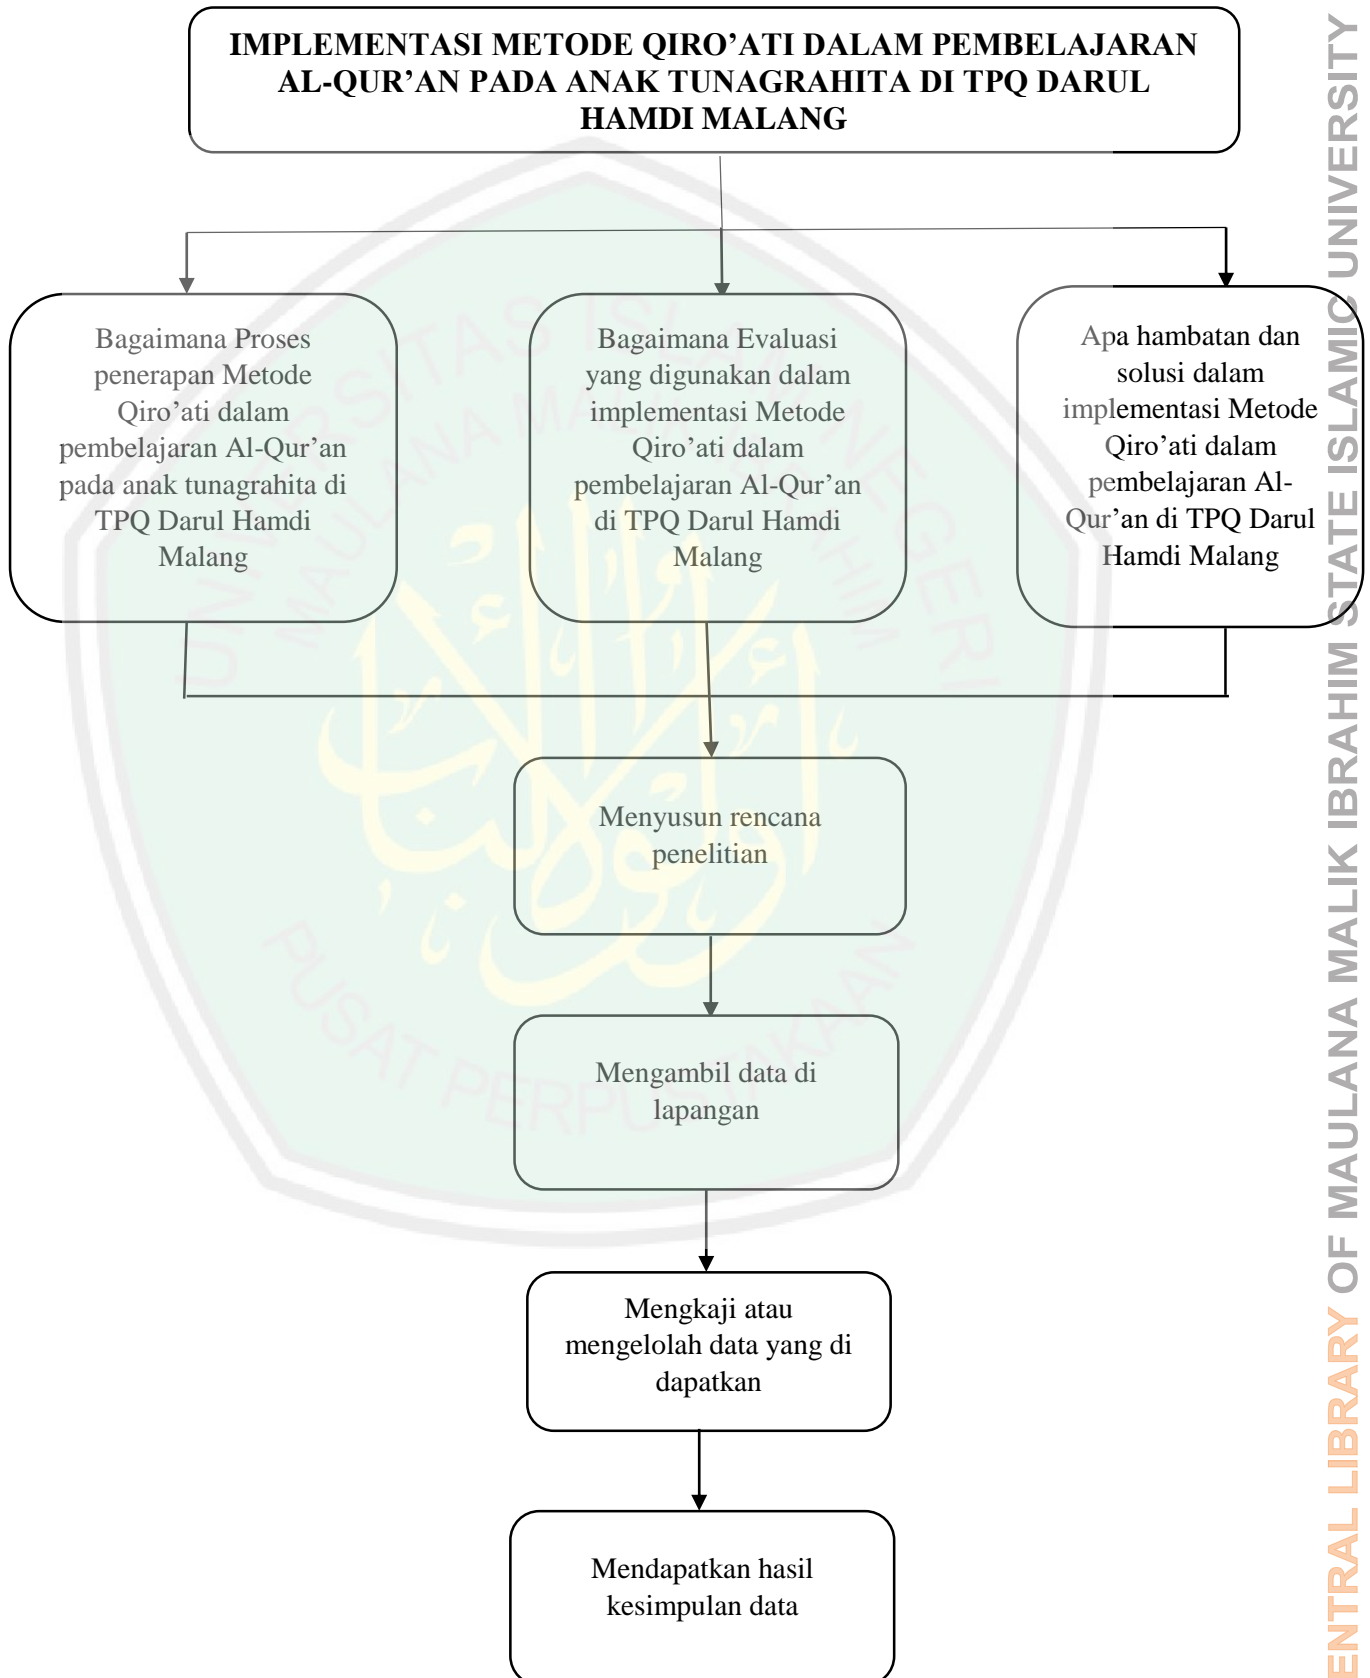 IMPLEMENTASI METODE QIRO’ATI DALAM PEMBELAJARAN
AL-QUR’AN PADA ANAK TUNAGRAHITA DI TPQ DARUL
HAMDI MALANG
Bagaimana Proses
penerapan Metode
Qiro’ati dalam
pembelajaran Al-Qur’an
pada anak tunagrahita di
TPQ Darul Hamdi
Malang
Bagaimana Evaluasi
yang digunakan dalam
implementasi Metode
Qiro’ati dalam
pembelajaran Al-Qur’an
di TPQ Darul Hamdi
Malang
Apa hambatan dan
solusi dalam
implementasi Metode
Qiro’ati dalam
pembelajaran Al-
Qur’an di TPQ Darul
Hamdi Malang
Menyusun rencana
penelitian
Mengambil data di
lapangan
Mengkaji atau
mengelolah data yang di
dapatkan
Mendapatkan hasil
kesimpulan data
ENTRAL LIBRARY OF MAULANA MALIK IBRAHIM STATE ISLAMIC UNIVERSITY
PUSAT PERPUSTAKAAN